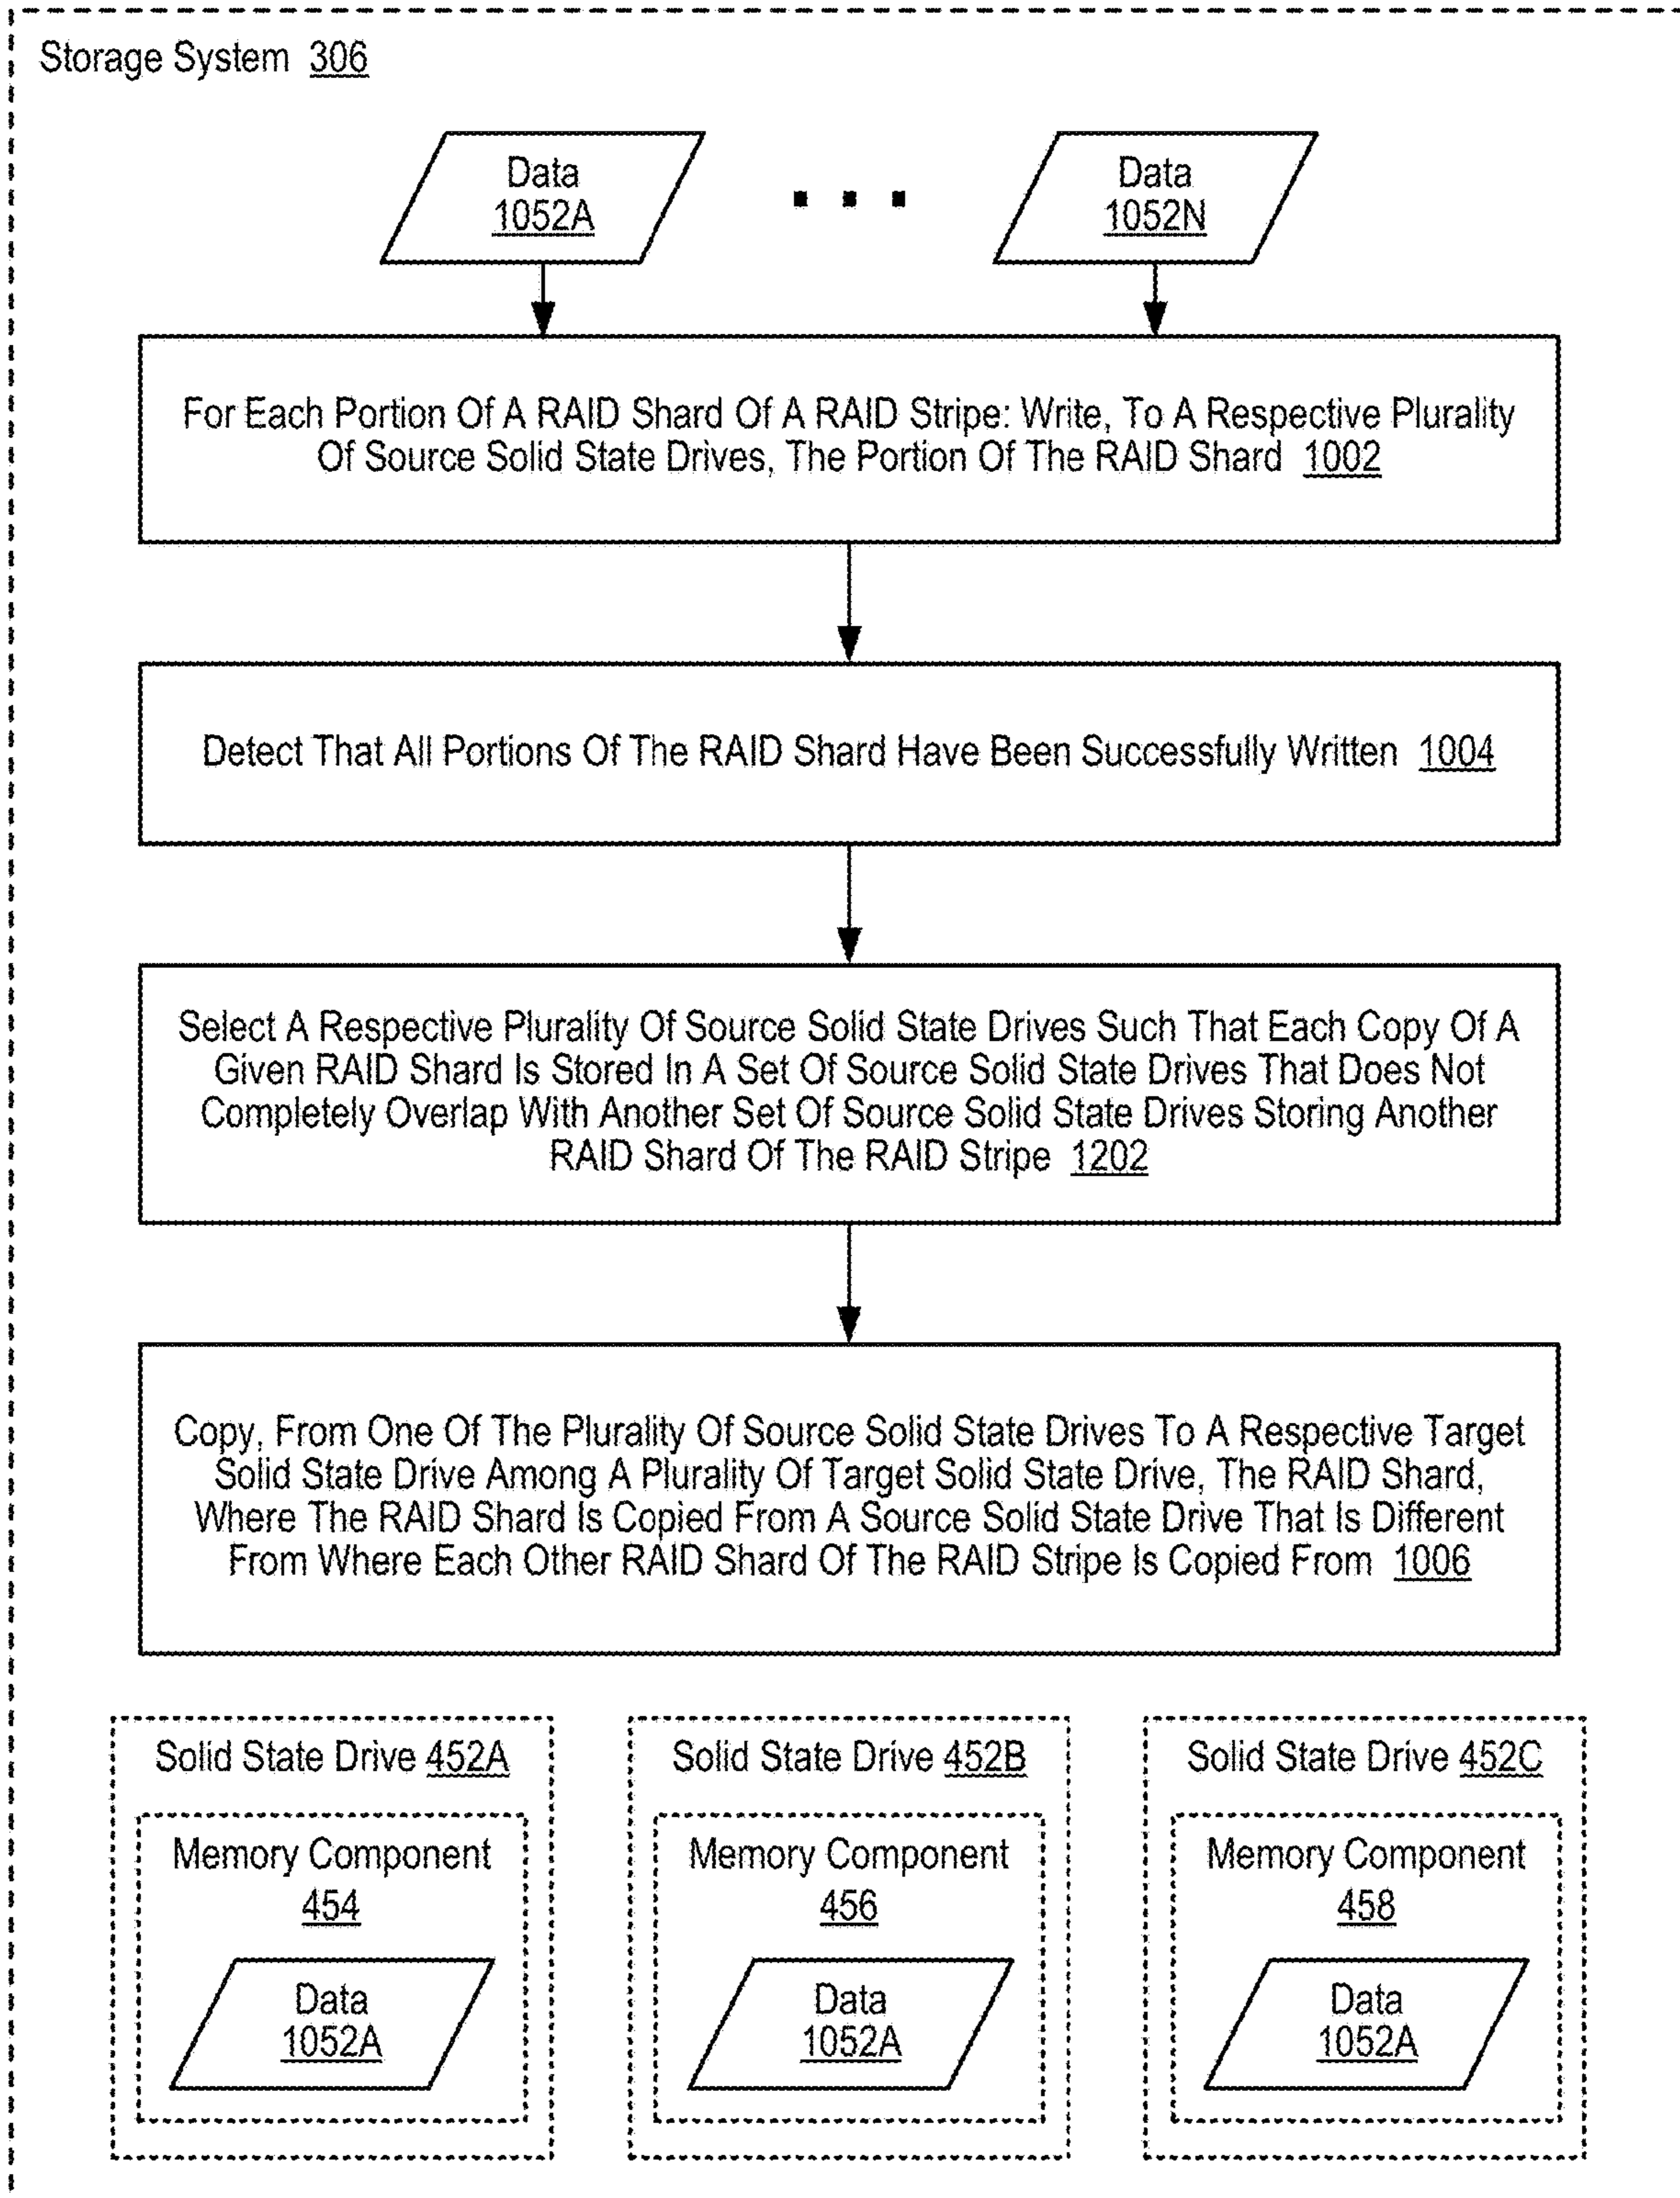 Storage System 306
Data
1052A
Data
1052N
For Each Portion Of A RAID Shard Of A RAID Stripe: Write, To A Respective Plurality
Of Source Solid State Drives, The Portion Of The RAID Shard 1002
Detect That All Portions Of The RAID Shard Have Been Successfully Written 1004
Select A Respective Plurality Of Source Solid State Drives Such That Each Copy Of A
Given RAID Shard Is Stored In A Set Of Source Solid State Drives That Does Not
Completely Overlap With Another Set Of Source Solid State Drives Storing Another
RAID Shard Of The RAID Stripe 1202
Copy, From One Of The Plurality Of Source Solid State Drives To A Respective Target
Solid State Drive Among A Plurality Of Target Solid State Drive, The RAID Shard,
Where The RAID Shard Is Copied From A Source Solid State Drive That Is Different
From Where Each Other RAID Shard Of The RAID Stripe Is Copied From 1006
Solid State Drive 452A
Memory Component
454
Data
1052A
Solid State Drive 452B
Memory Component
456
Data
1052A
Solid State Drive 452C
Memory Component
458
Data
1052A